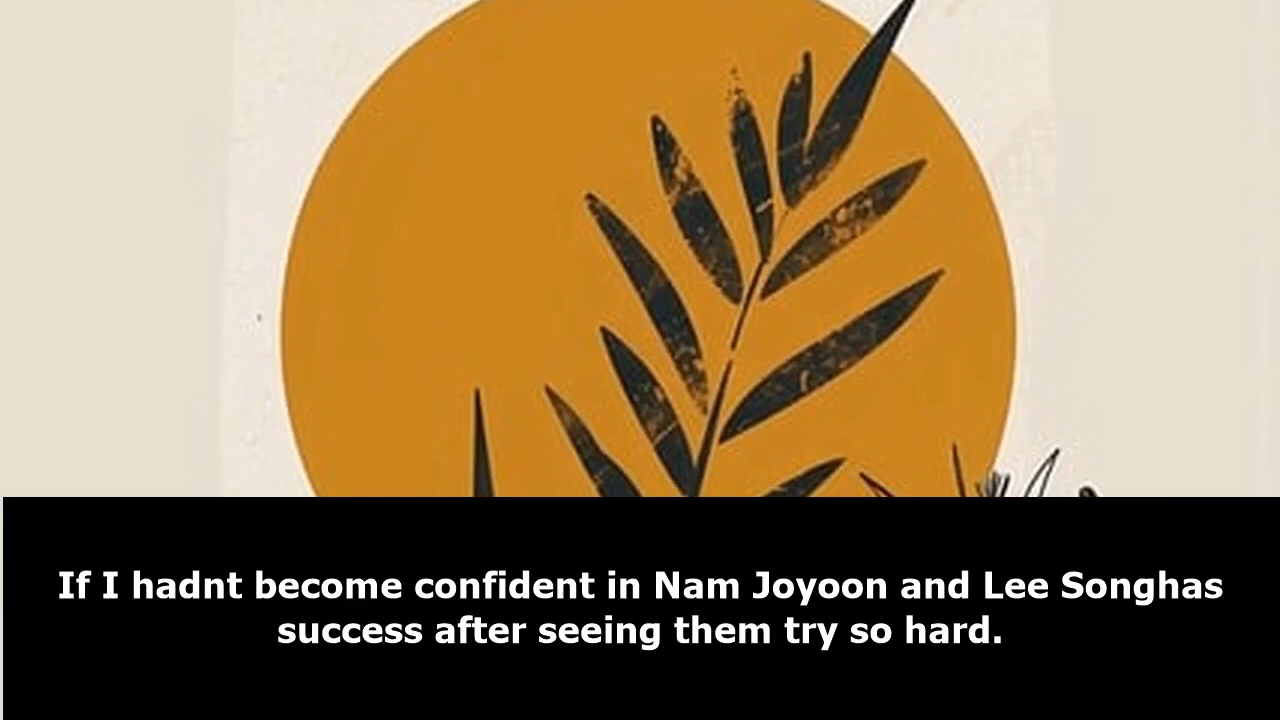 If I hadnt become confident in Nam Joyoon and Lee Songhas
success after seeing them try so hard.